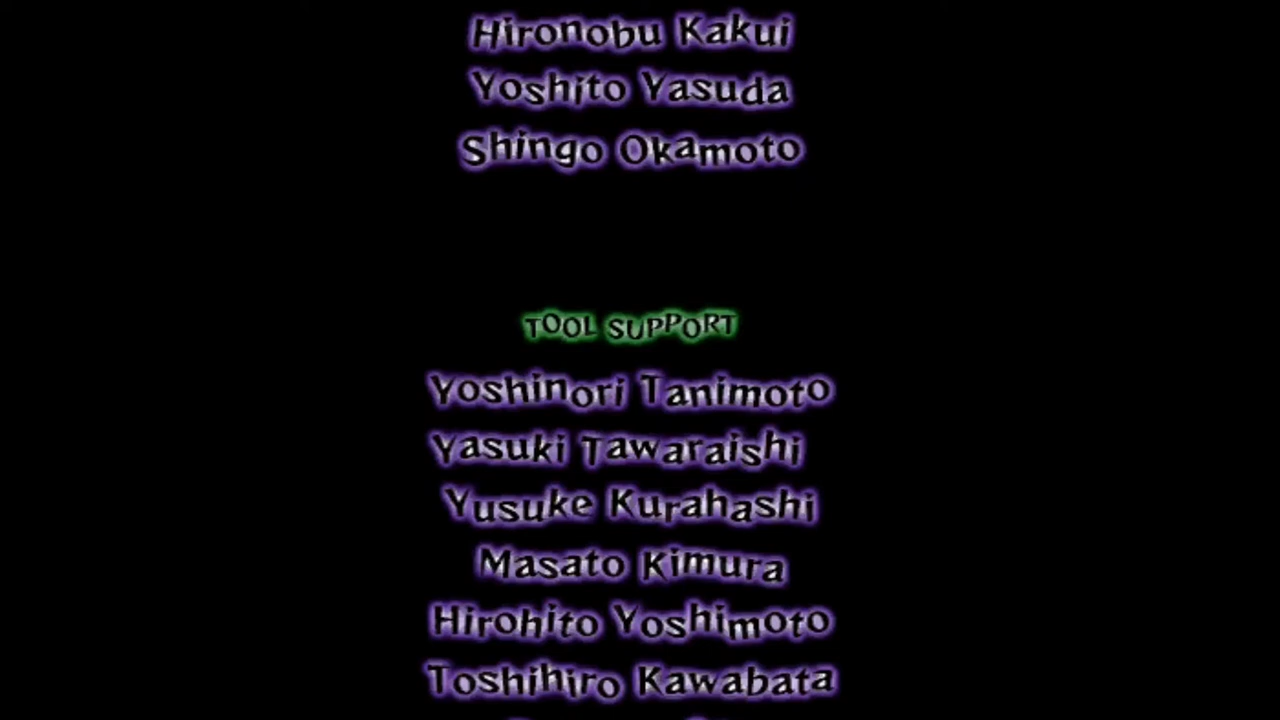 Hironobu Kakui
Yoshito Yasuda
Shingo Okamoto
TOOL SUPPORT
Yoshinori Tanimoto
Yasuki Tawaraishi
Yusuke Kurahashi
Masato Kimura
Hirohito Yoshimoto
Toshihiro Kawabata